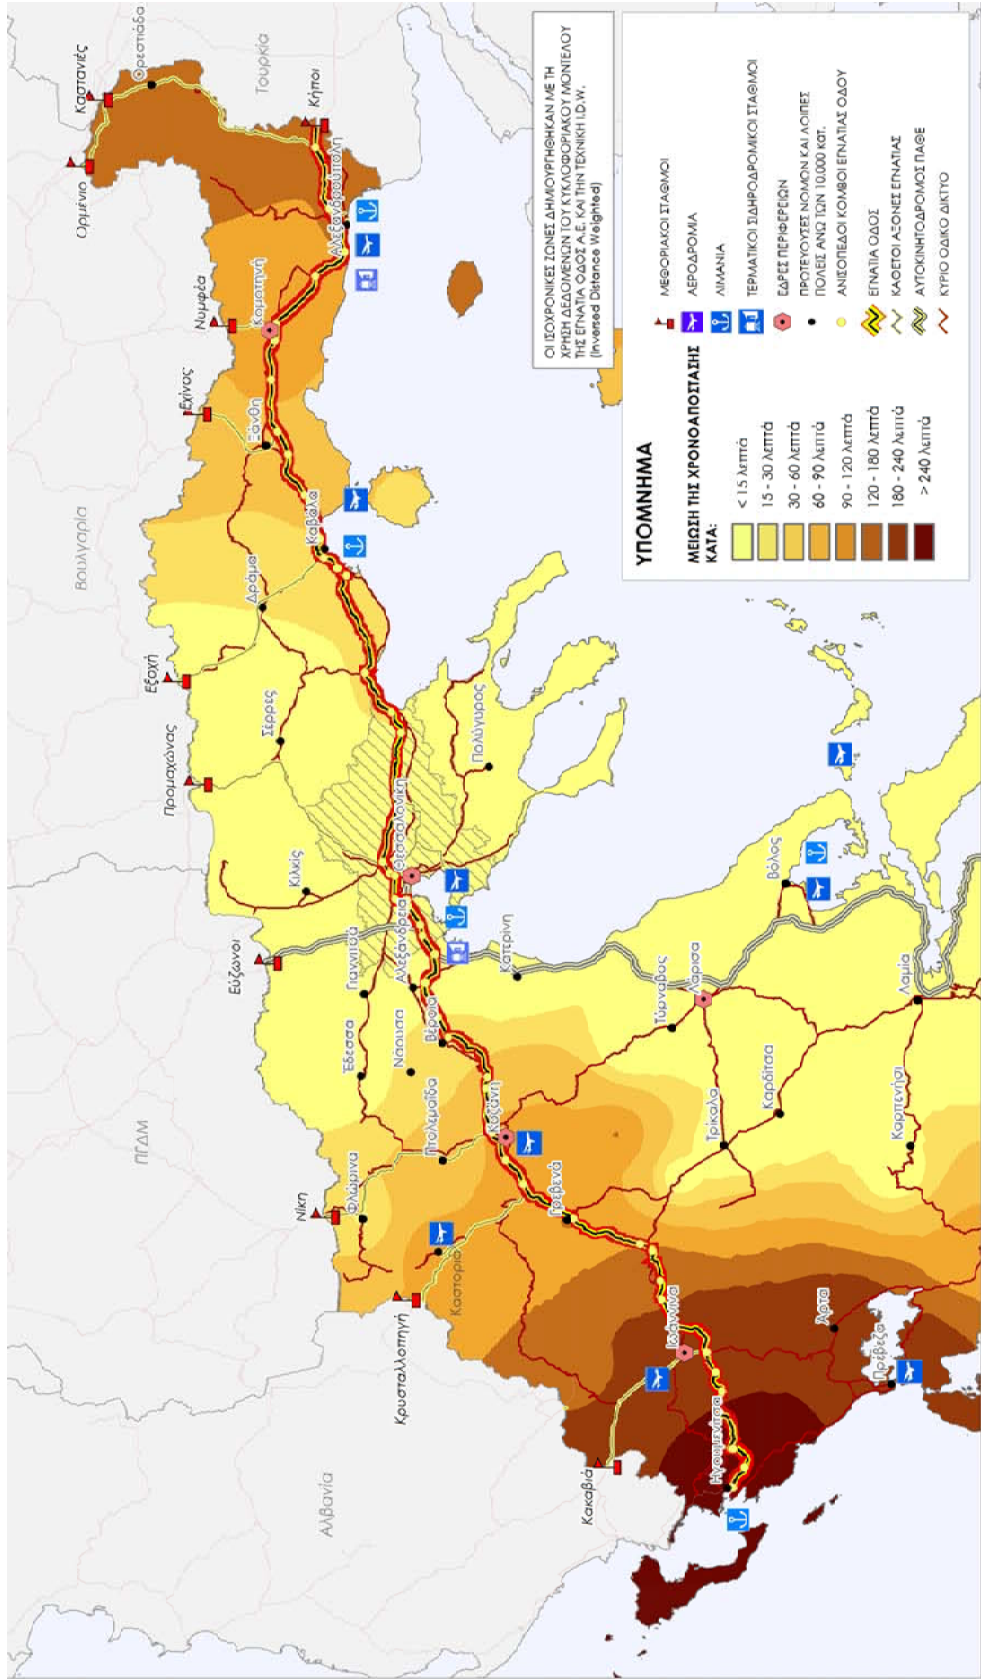 Ορμένιο
Καστανιές
Ορεστιάδα
Τουρκία
Κήποι
Αλεξανδρούπολη
Νυμφαία
Κομοτηνή
Εχίνος
Ξάνθη
Βουλγαρία
Καβάλα
Δράμα
Εξοχή
Σέρρες
Προμαχώνας
Πολύγυρος
Θεσσαλονίκη
Κιλκίς
Εύζωνοι
Γιαννιτσά
Αλεξάνδρεια
Κατερίνη
Βόλος
Έδεσσα
Νάουσα
Βέροια
Τύρναβος
Λάρισα
Λαμία
ΠΓΔΜ
Πτολεμαΐδα
Κοζάνη
Τρίκαλα
Καρδίτσα
Καρπενήσι
Νίκη
Φλώρινα
Γρεβενά
Κρυσταλλοπηγή
Καστοριά
Ιωάννινα
Άρτα
Πρέβεζα
Αλβανία
Κακαβιά
Ηγουμενίτσα
ΟΙ ΙΣΟΧΡΟΝΙΚΕΣ ΖΩΝΕΣ ΔΗΜΙΟΥΡΓΗΘΗΚΑΝ ΜΕ ΤΗ
ΧΡΗΣΗ ΔΕΔΟΜΕΝΩΝ ΤΟΥ ΚΥΚΛΟΦΟΡΙΑΚΟΥ ΜΟΝΤΕΛΟΥ
ΤΗΣ ΕΓΝΑΤΙΑ ΟΔΟΣ Α.Ε. ΚΑΙ ΤΗΝ ΤΕΧΝΙΚΗ I.D.W.
(Inversed Distance Weighted)
ΥΠΟΜΝΗΜΑ
ΜΕΙΩΣΗ ΤΗΣ ΧΡΟΝΟΑΠΟΣΤΑΣΗΣ
ΚΑΤΑ:
< 15 λεπτά
15 - 30 λεπτά
30 - 60 λεπτά
60 - 90 λεπτά
90 - 120 λεπτά
120 - 180 λεπτά
180 - 240 λεπτά
> 240 λεπτά
ΜΕΘΟΡΙΑΚΟΙ ΣΤΑΘΜΟΙ
ΑΕΡΟΔΡΟΜΙΑ
ΛΙΜΑΝΙΑ
ΤΕΡΜΑΤΙΚΟΙ ΣΙΔΗΡΟΔΡΟΜΙΚΟΙ ΣΤΑΘΜΟΙ
ΕΔΡΕΣ ΠΕΡΙΦΕΡΕΙΩΝ
ΠΡΩΤΕΥΟΥΣΕΣ ΝΟΜΩΝ ΚΑΙ ΛΟΙΠΕΣ
ΠΟΛΕΙΣ ΑΝΩ ΤΩΝ 10.000 κατ.
ΑΝΙΣΟΠΕΔΟΙ ΚΟΜΒΟΙ ΕΓΝΑΤΙΑΣ ΟΔΟΥ
ΕΓΝΑΤΙΑ ΟΔΟΣ
ΚΑΘΕΤΟΙ ΑΞΟΝΕΣ ΕΓΝΑΤΙΑΣ
ΑΥΤΟΚΙΝΗΤΟΔΡΟΜΟΣ ΠΑΘΕ
ΚΥΡΙΟ ΟΔΙΚΟ ΔΙΚΤΥΟ